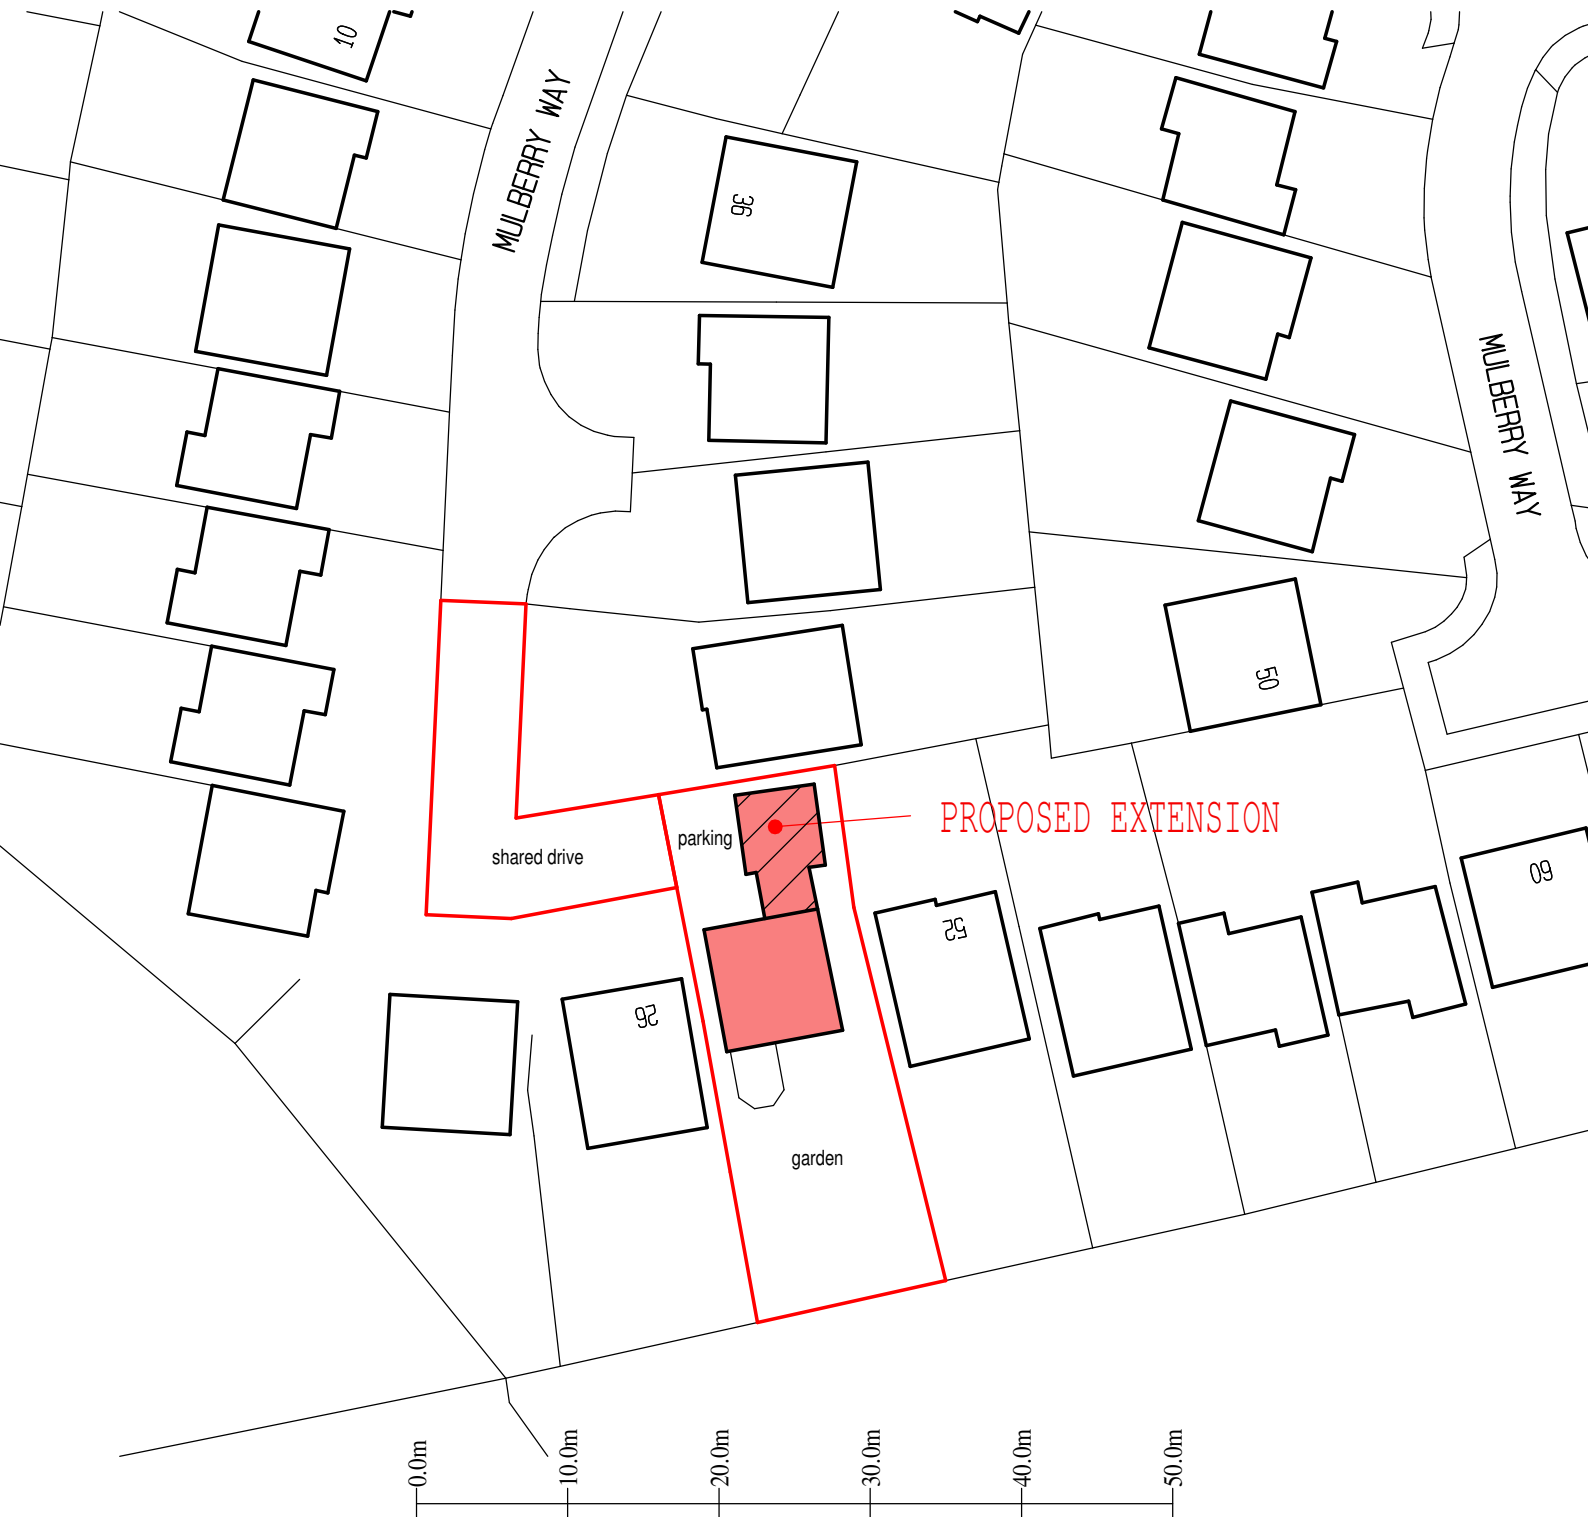 10
MULBERRY WAY
36
MULBERRY WAY
50
PROPOSED EXTENSION
parking
shared drive
60
52
26
garden
0.0m
10.0m
20.0m
30.0m
40.0m
50.0m